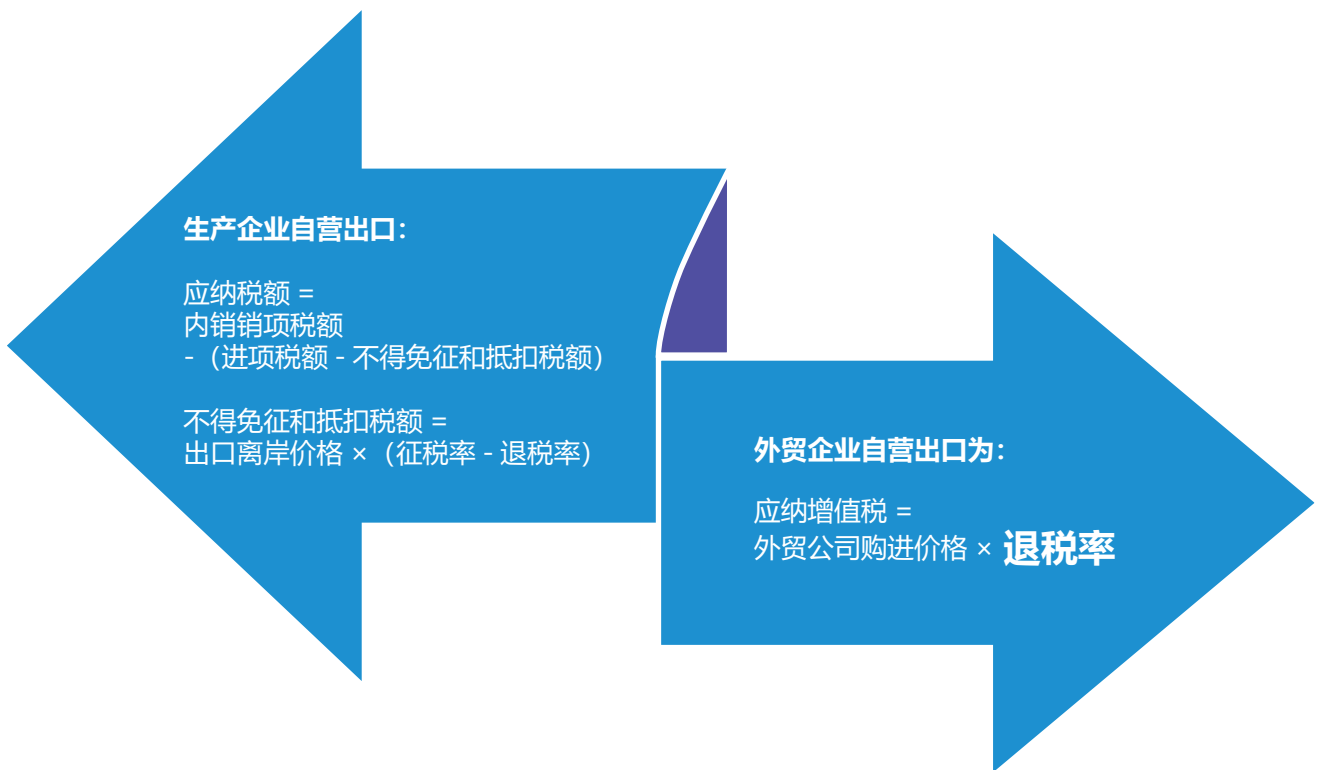 生产企业自营出口：
应纳税额 =
内销销项税额
-（进项税额 - 不得免征和抵扣税额）
不得免征和抵扣税额 =
出口离岸价格 ×（征税率 - 退税率）
外贸企业自营出口为：
应纳增值税 =
外贸公司购进价格 × 退税率